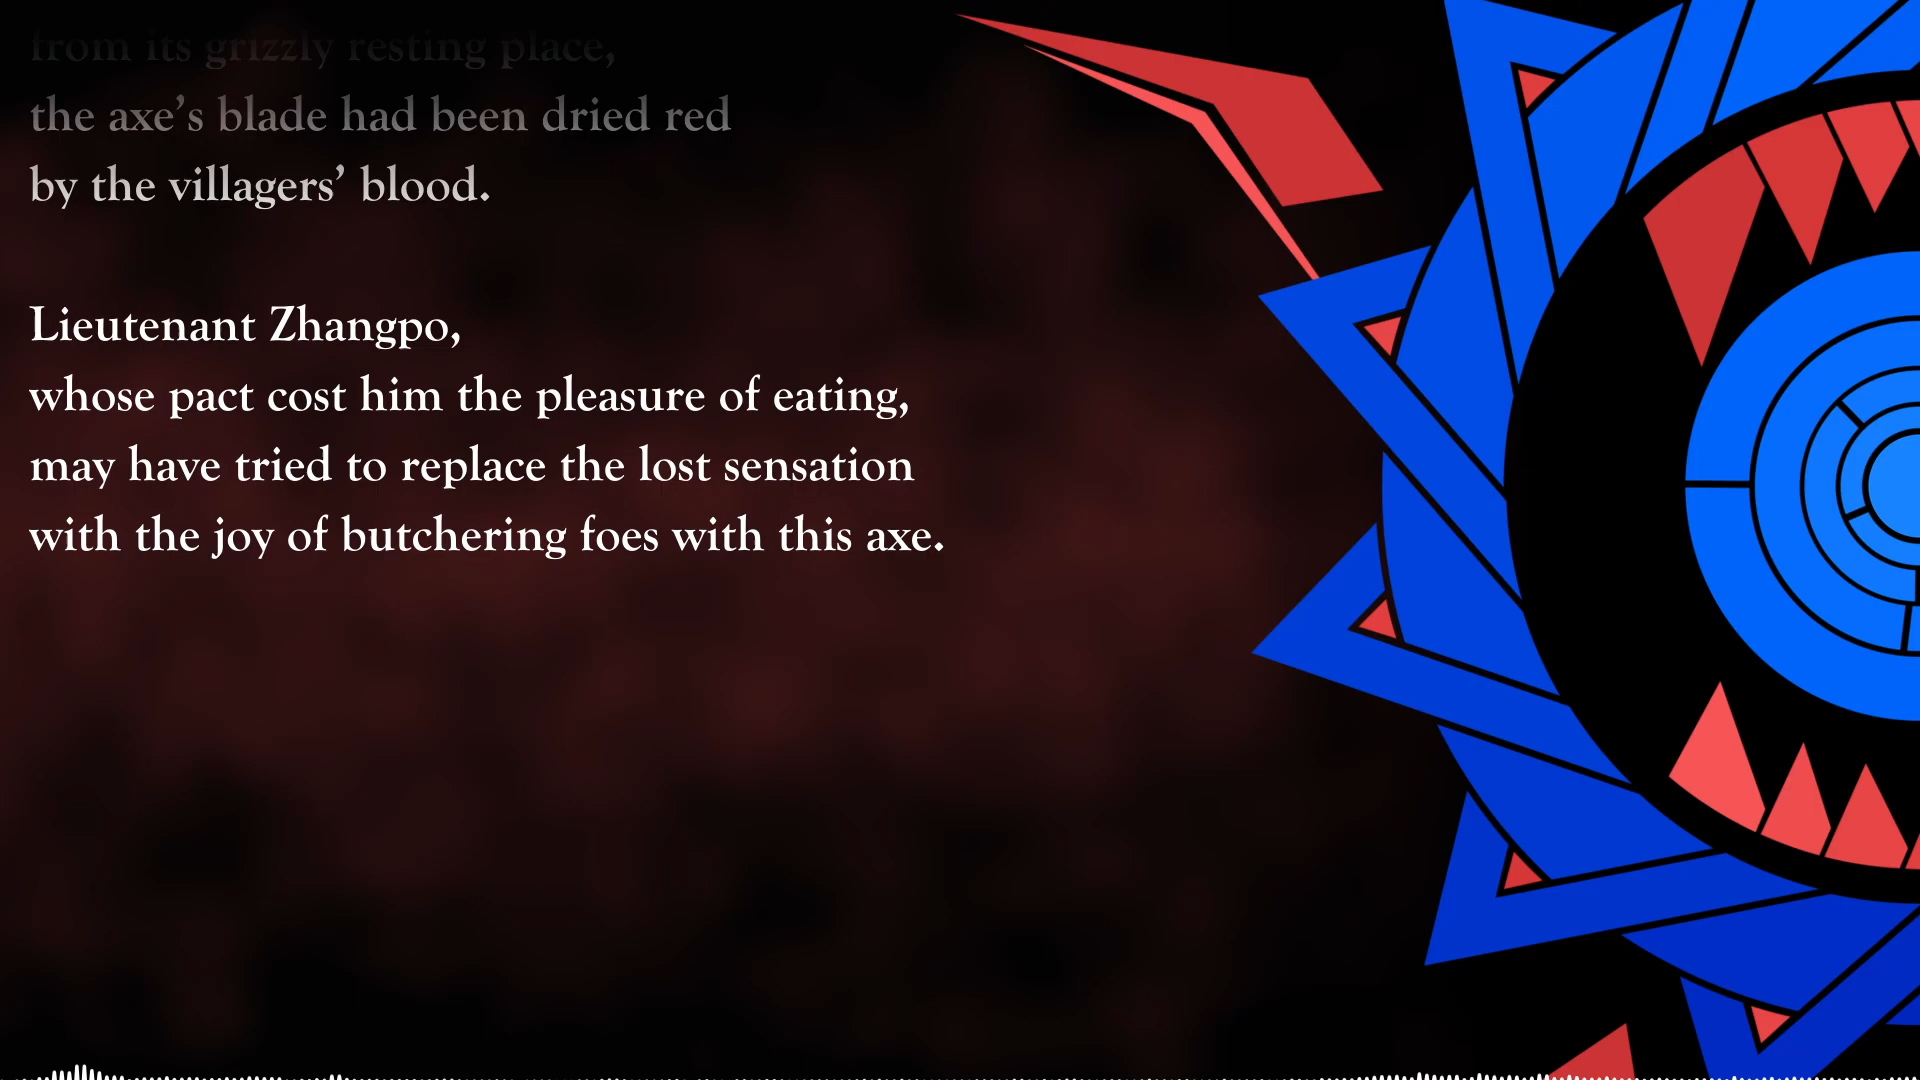 from its grizzly resting place,
the axe’s blade had been dried red
by the villagers’ blood.
Lieutenant Zhangpo,
whose pact cost him the pleasure of eating,
may have tried to replace the lost sensation
with the joy of butchering foes with this axe.